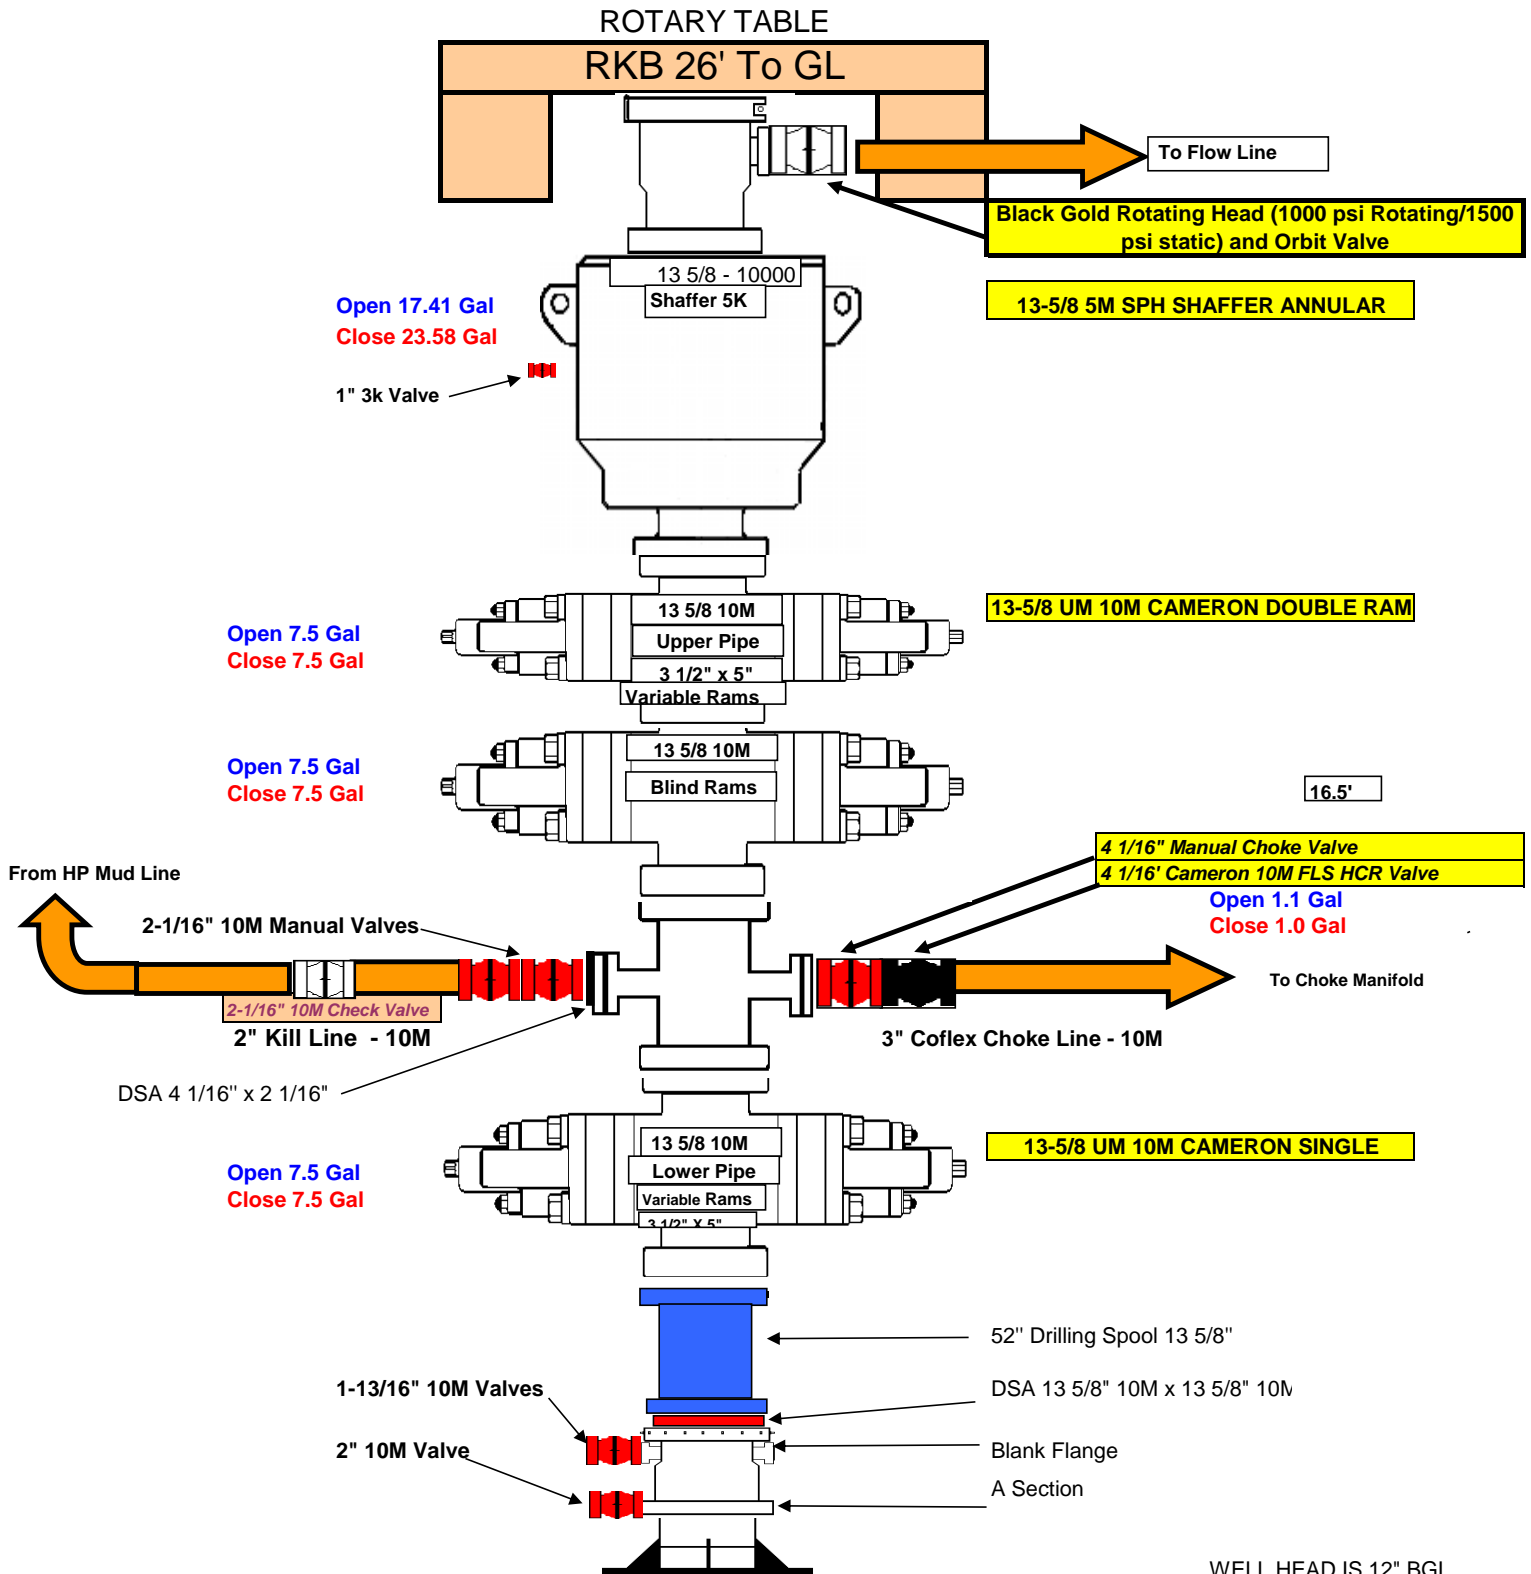 ROTARY TABLE
RKB 26' To GL
To Flow Line
Black Gold Rotating Head (1000 psi Rotating/1500
psi static) and Orbit Valve
13 5/8 - 10000
Shaffer 5K
Open 17.41 Gal
Close 23.58 Gal
13-5/8 5M SPH SHAFFER ANNULAR
1" 3k Valve
13 5/8 10M
Upper Pipe
3 1/2" x 5"
Variable Rams
13-5/8 UM 10M CAMERON DOUBLE RAM
Open 7.5 Gal
Close 7.5 Gal
13 5/8 10M
Blind Rams
Open 7.5 Gal
Close 7.5 Gal
16.5'
4 1/16" Manual Choke Valve
4 1/16' Cameron 10M FLS HCR Valve
Open 1.1 Gal
Close 1.0 Gal
From HP Mud Line
2-1/16" 10M Manual Valves
To Choke Manifold
2-1/16" 10M Check Valve
2" Kill Line - 10M
3" Coflex Choke Line - 10M
DSA 4 1/16" x 2 1/16"
13 5/8 10M
Lower Pipe
Variable Rams
3 1/2" X 5"
13-5/8 UM 10M CAMERON SINGLE
Open 7.5 Gal
Close 7.5 Gal
52" Drilling Spool 13 5/8"
1-13/16" 10M Valves
DSA 13 5/8" 10M x 13 5/8" 10M
2" 10M Valve
Blank Flange
A Section
WELL HEAD IS 12" BGL